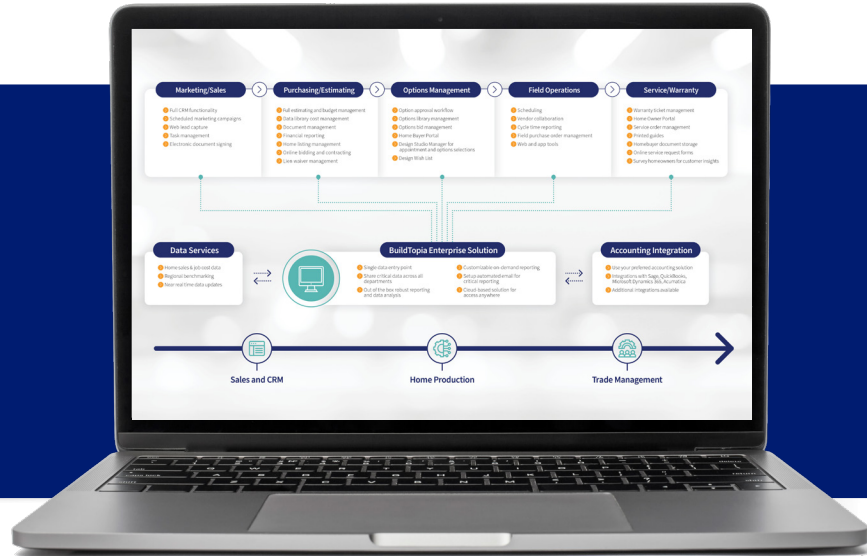 Marketing/Sales
Full CRM functionality
Scheduled marketing campaigns
Web lead capture
Task management
Electronic document signing
Purchasing/Estimating
Full estimating and budget management
Data library cost management
Document management
Financial reporting
Home listing management
Online bidding and contracting
Lien waiver management
Options Management
Option approval workflow
Options library management
Options bid management
Home Buyer Portal
Design Studio Manager for
appointment and options selections
Design Wish List
Field Operations
Scheduling
Vendor collaboration
Cycle time reporting
Field purchase order management
Web and app tools
Service/Warranty
Warranty ticket management
Home Owner Portal
Service order management
Printed guides
HomeBuyer document storage
Online service request forms
Survey homeowners for customer insights
Data Services
Home sales & job cost data
Regional benchmarking
Near real time data updates
BuildTopia Enterprise Solution
Single data entry point
Share critical data across all
departments
Out of the box robust reporting
and data analysis
Customizable on-demand reporting
Setup automated email for
critical reporting
Cloud-based solution for
access anywhere
Accounting Integration
Use your preferred accounting solution
Integrations with Sage, QuickBooks,
Microsoft Dynamics 365, Acumatica
Additional integrations available
Sales and CRM
Home Production
Trade Management